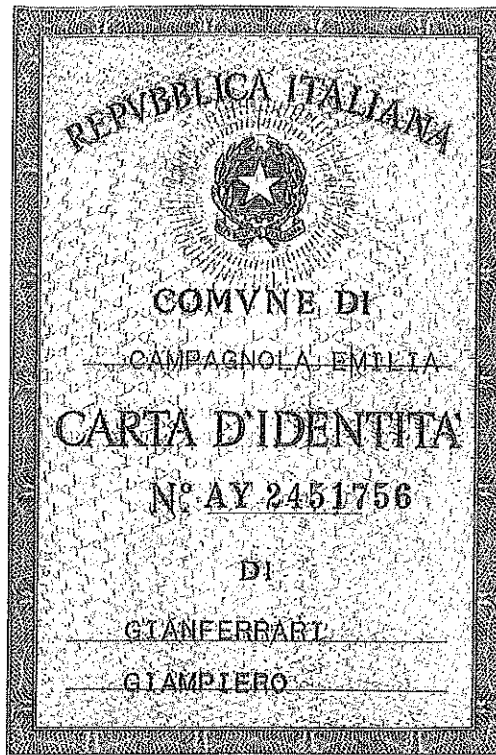 REPVBBLICA ITALIANA
COMVNE DI
CAMPAGNOLA EMILIA
CARTA D'IDENTITA'
Nº AY 2451756
DI
GIANFERRARI
GIAMPIERO